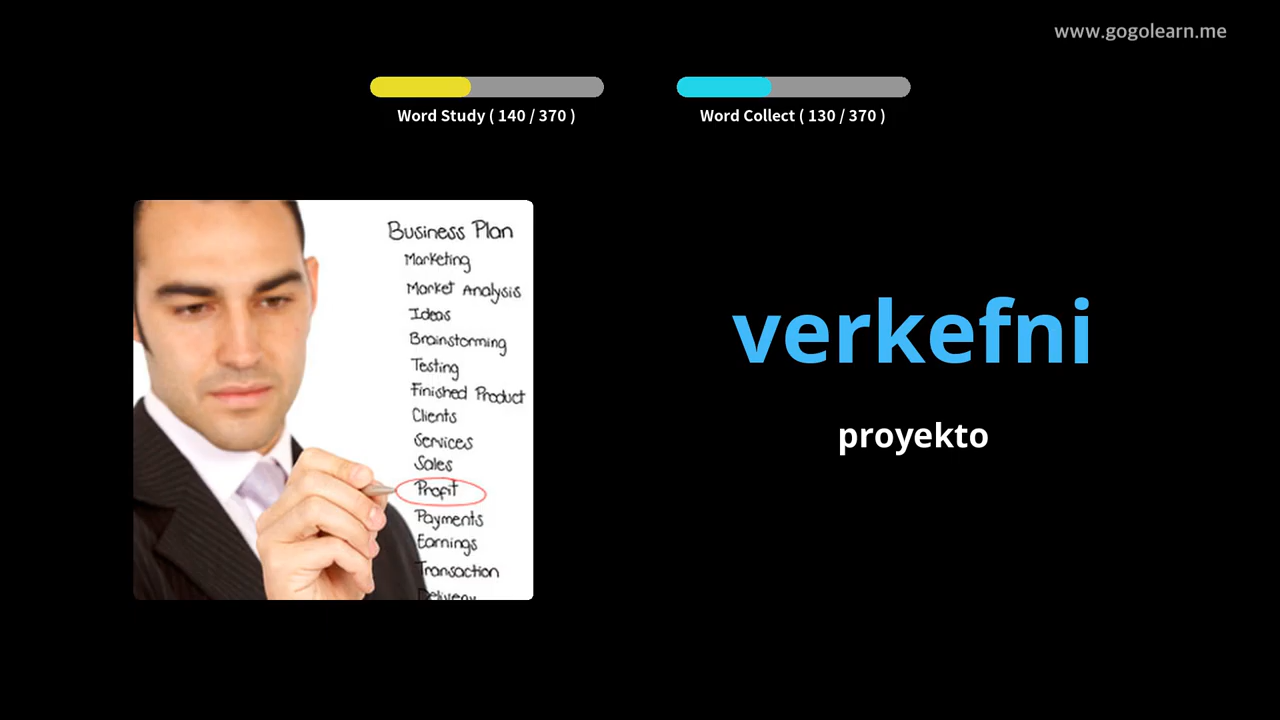 www.gogolearn.me
Word Study ( 140 / 370 )
Word Collect ( 130 / 370 )
Business Plan
Marketing
Market Analysis
Ideas
Brainstorming
Testing
Finished Product
Clients
Services
Sales
Profit
Payments
Earnings
Transaction
Delivery
verkefni
proyekto